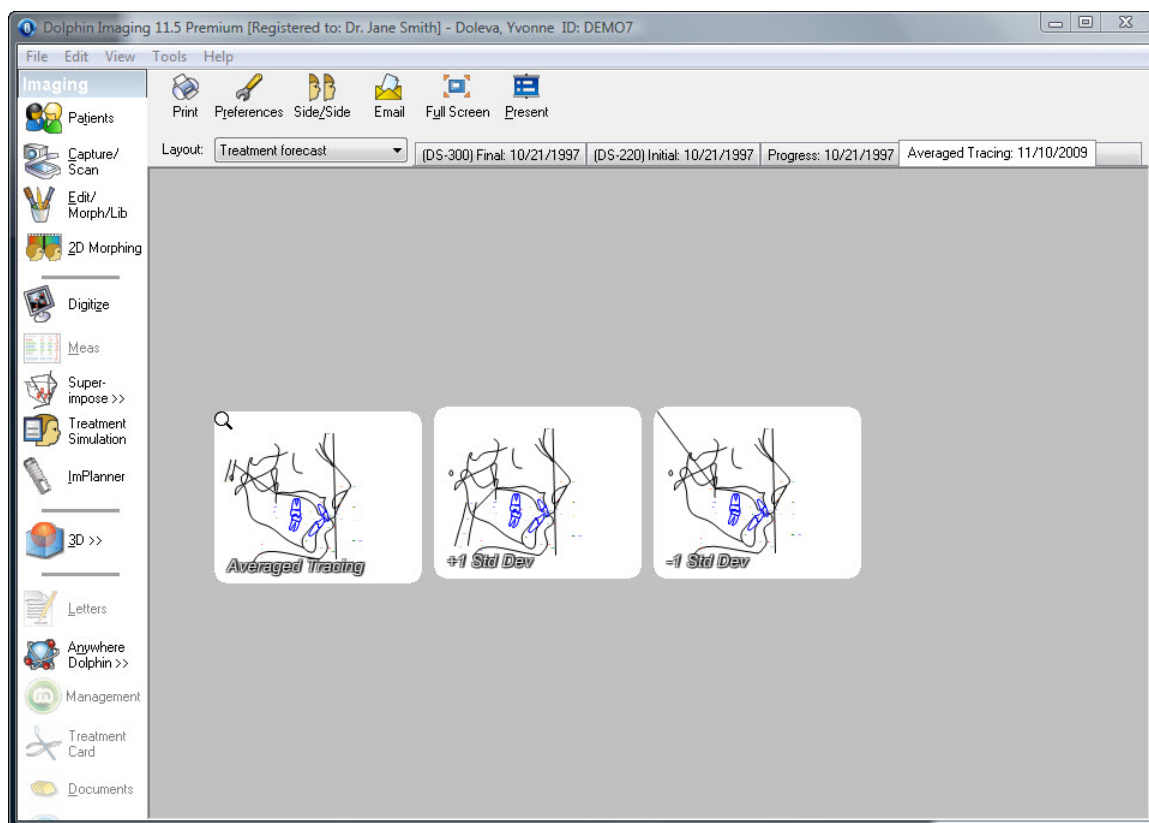 Dolphin Imaging 11.5 Premium [Registered to: Dr. Jane Smith] - Doleva, Yvonne ID: DEMO7
File Edit View Tools Help
Imaging
Patients
Capture/
Scan
Edit/
Morph/Lib
2D Morphing
Digitize
Meas
Super-
impose >>
Treatment
Simulation
ImPlanner
3D >>
Letters
Anywhere
Dolphin >>
Management
Treatment
Card
Documents
Print Preferences Side/Side Email Full Screen Present
Layout: Treatment forecast (DS-300) Final: 10/21/1997 (DS-220) Initial: 10/21/1997 Progress: 10/21/1997 Averaged Tracing: 11/10/2009
Averaged Tracing +1 Std Dev -1 Std Dev